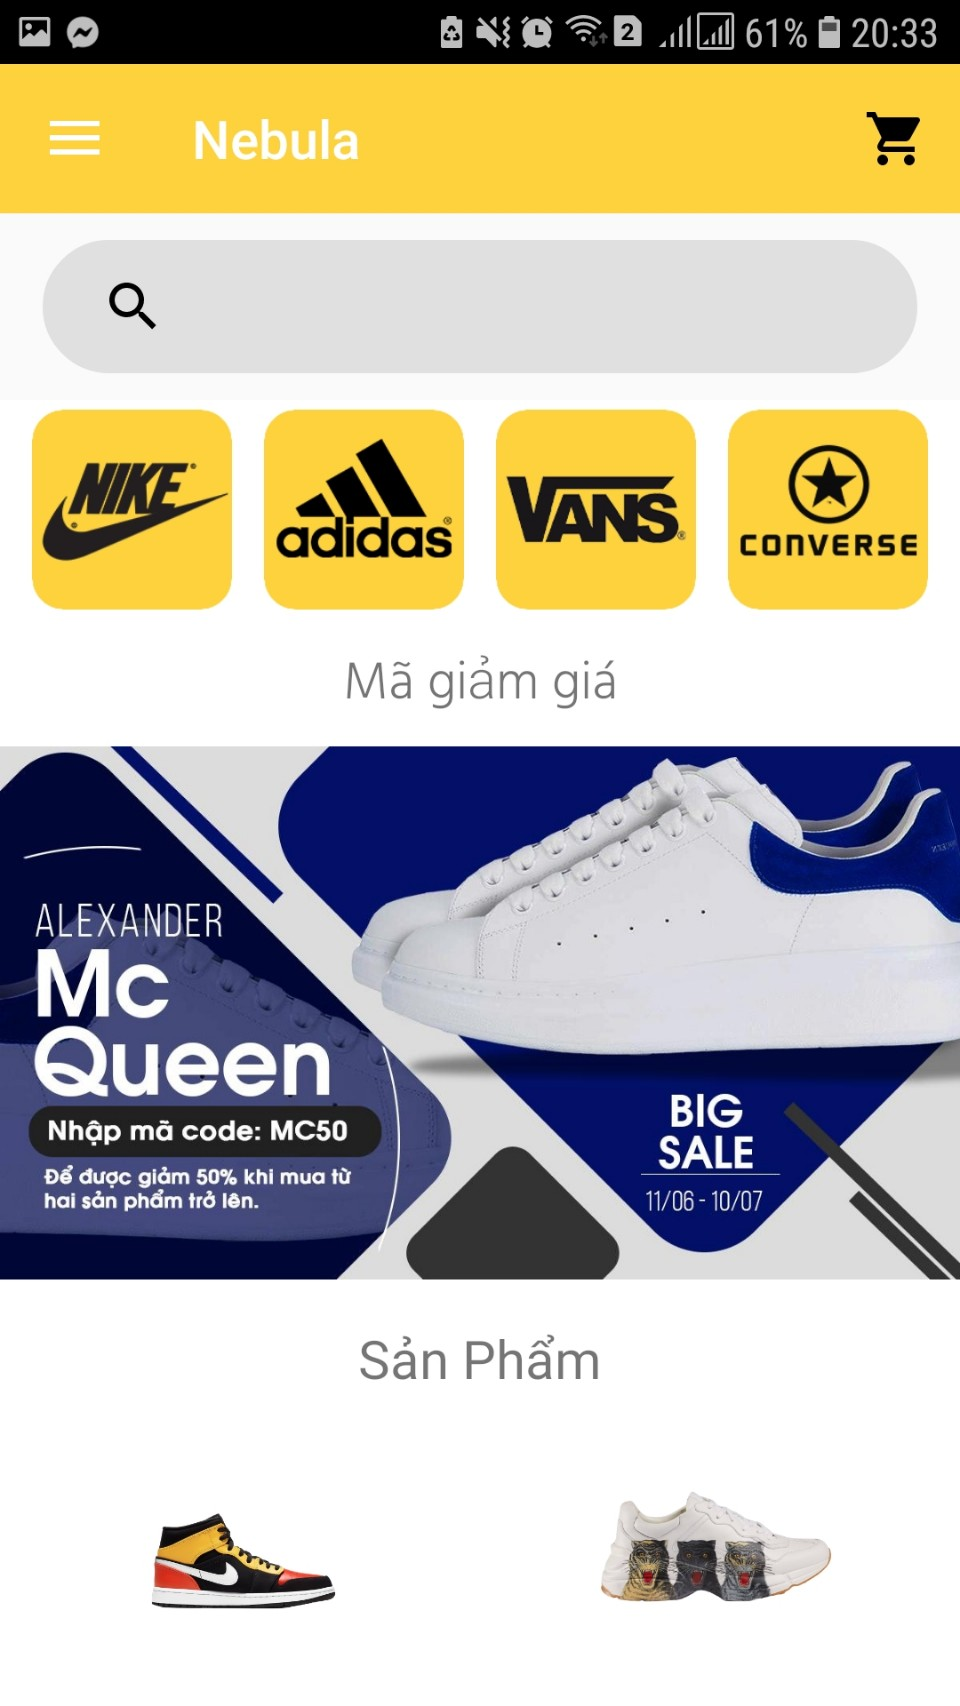 2 61% 20:33
Nebula
NIKE
adidas
VANS
CONVERSE
Mã giảm giá
ALEXANDER
Mc
Queen
Nhập mã code: MC50
Để được giảm 50% khi mua từ
hai sản phẩm trở lên.
BIG
SALE
11/06 - 10/07
Sản Phẩm